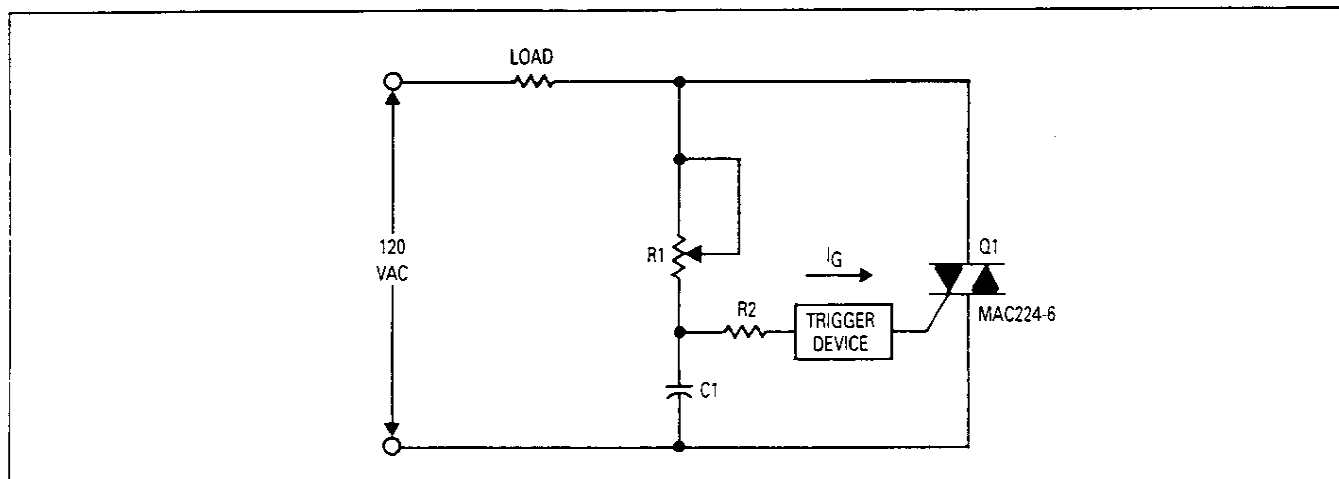 LOAD
120
VAC
R1
IG
Q1
R2
TRIGGER
DEVICE
MAC224-6
C1